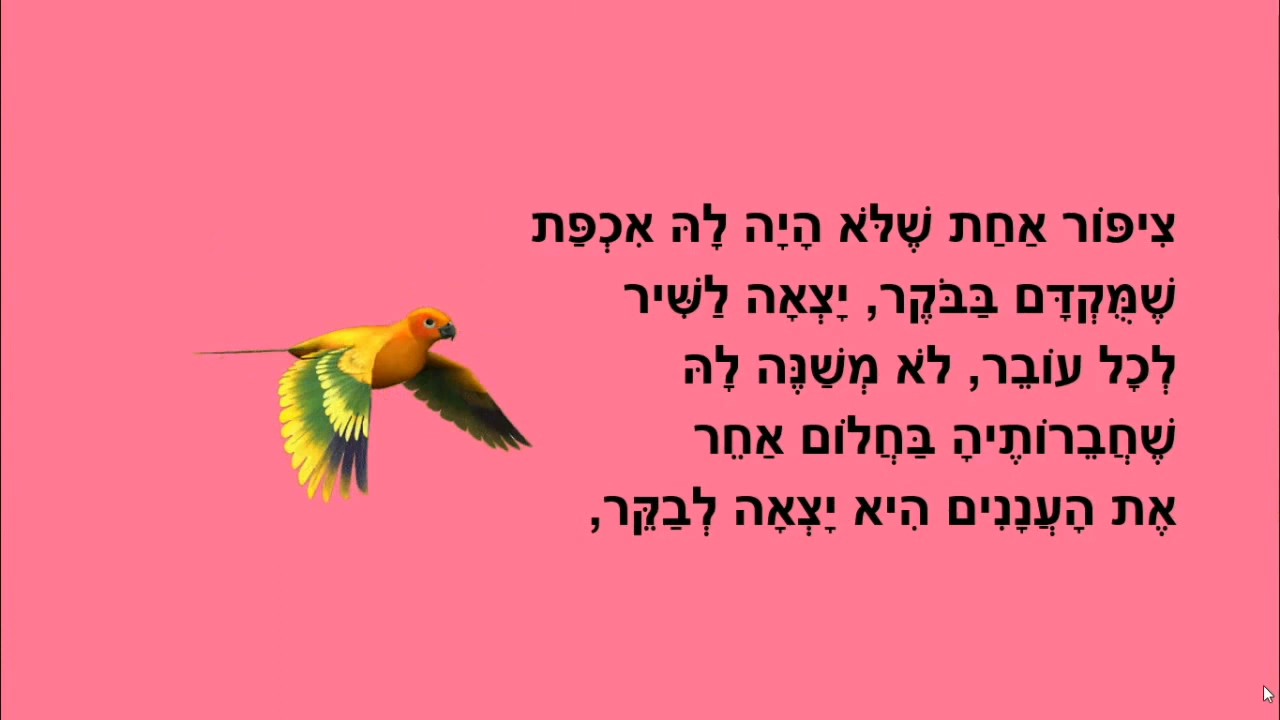 צִיפּוֹר אַחַת שֶׁלֹּא הָיָה לָהּ אִכְפַּת
שֶׁמֻּקְדָּם בַּבֹּקֶר, יָצְאָה לַשִּׁיר
לְכָל עוֹבֵר, לֹא מְשַׁנֶּה לָהּ
שֶׁחֲבֵרוֹתֶיהָ בַּחֲלוֹם אַחֵר
אֶת הָעֲנָנִים הִיא יָצְאָה לְבַקֵּר,